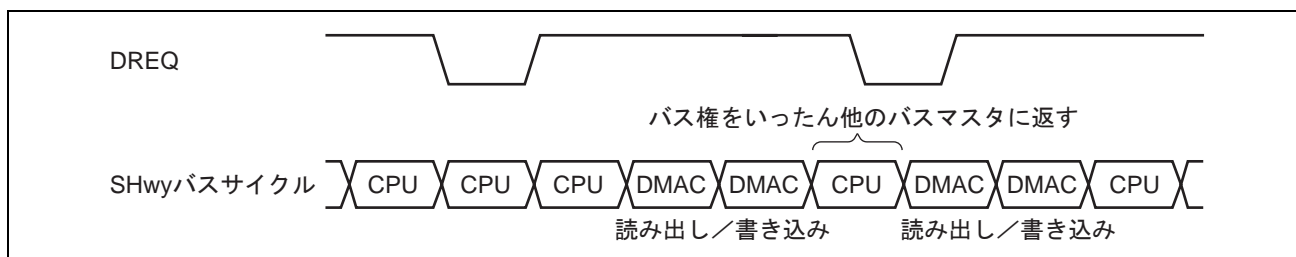 DREQ
バス権をいったん他のバスマスタに返す
SHwyバスサイクル CPU CPU CPU DMAC DMAC CPU DMAC DMAC CPU
読み出し／書き込み 読み出し／書き込み